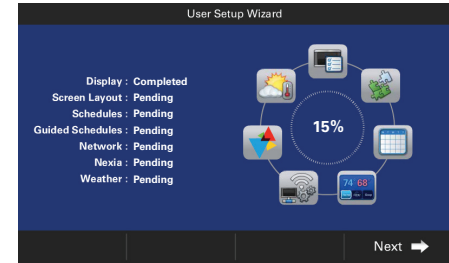 User Setup Wizard
Display : Completed
Screen Layout : Pending
Schedules : Pending
Guided Schedules : Pending
Network : Pending
Nexia : Pending
Weather : Pending
15%
74 68
Next